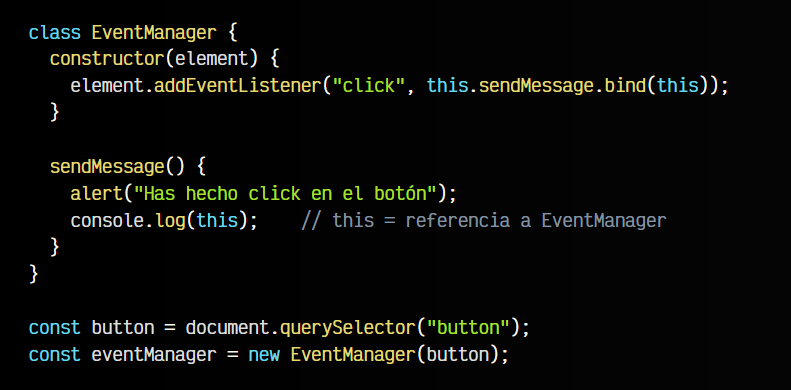 class EventManager {
constructor(element) {
element.addEventListener("click", this.sendMessage.bind(this));
}
sendMessage() {
alert("Has hecho click en el botón");
console.log(this);    // this = referencia a EventManager
}
}
const button = document.querySelector("button");
const eventManager = new EventManager(button);